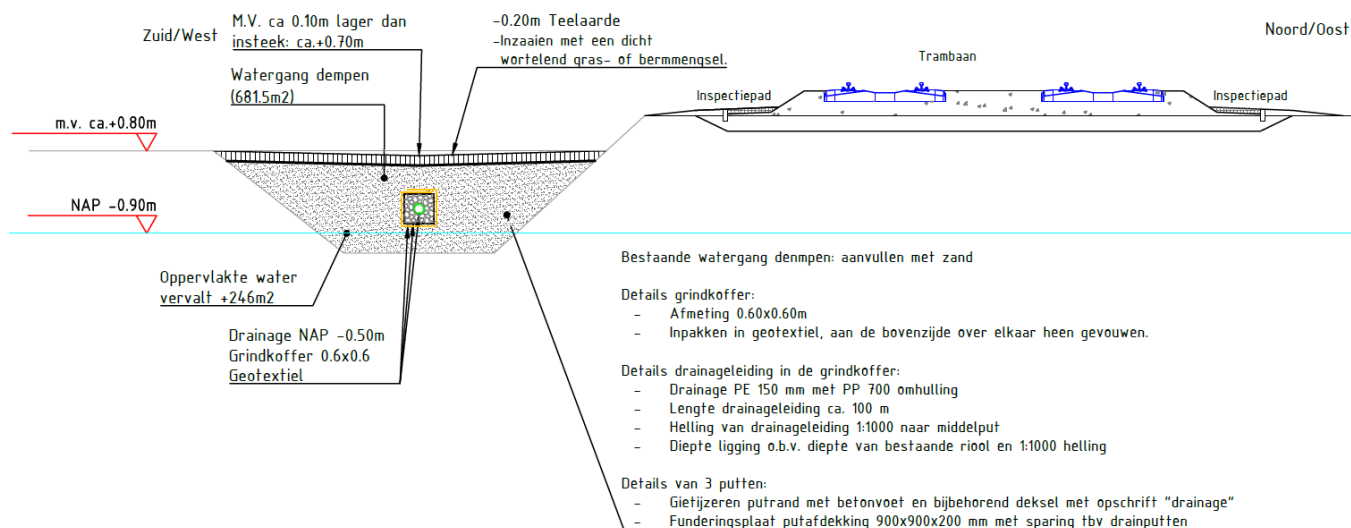 Zuid/West
M.V. ca 0.10m lager dan
insteek: ca.+0.70m
-0.20m Teelaarde
-Inzaaien met een dicht
wortelend gras- of bermmengsel.
Noord/Oost
Trambaan
Watergang dempen
(681.5m2)
Inspectiepad
Inspectiepad
m.v. ca.+0.80m
NAP -0.90m
Oppervlakte water
vervalt +246m2
Drainage NAP -0.50m
Grindkoffer 0.6x0.6
Geotextiel
Bestaande watergang denmpen: aanvullen met zand
Details grindkoffer:
- Afmeting 0.60x0.60m
- Inpakken in geotextiel, aan de bovenzijde over elkaar heen gevouwen.
Details drainageleiding in de grindkoffer:
- Drainage PE 150 mm met PP 700 omhulling
- Lengte drainageleiding ca. 100 m
- Helling van drainageleiding 1:1000 naar middelput
- Diepte ligging o.b.v. diepte van bestaande riool en 1:1000 helling
Details van 3 putten:
- Gietijzeren putrand met betonvoet en bijbehorend deksel met opschrift "drainage"
- Funderingsplaat putafdekking 900x900x200 mm met sparing tbv drainputten